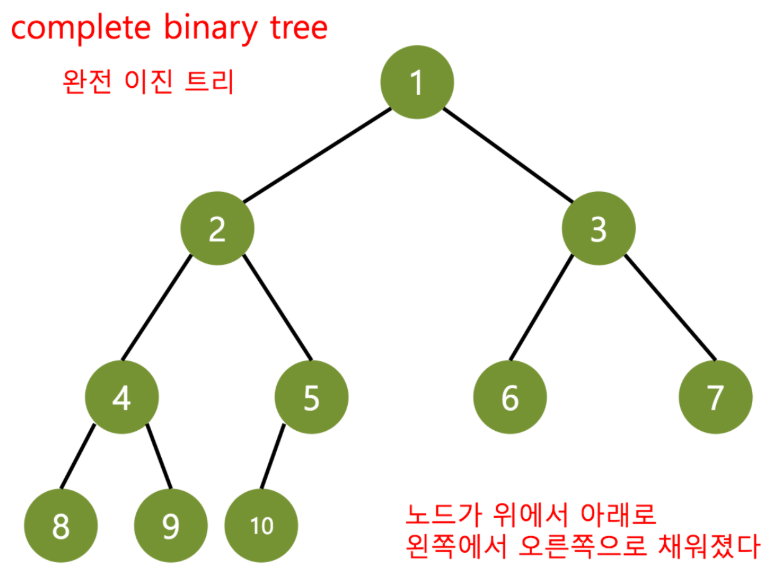 complete binary tree
완전 이진 트리
1
2
3
4
5
6
7
8
9
10
노드가 위에서 아래로
왼쪽에서 오른쪽으로 채워졌다